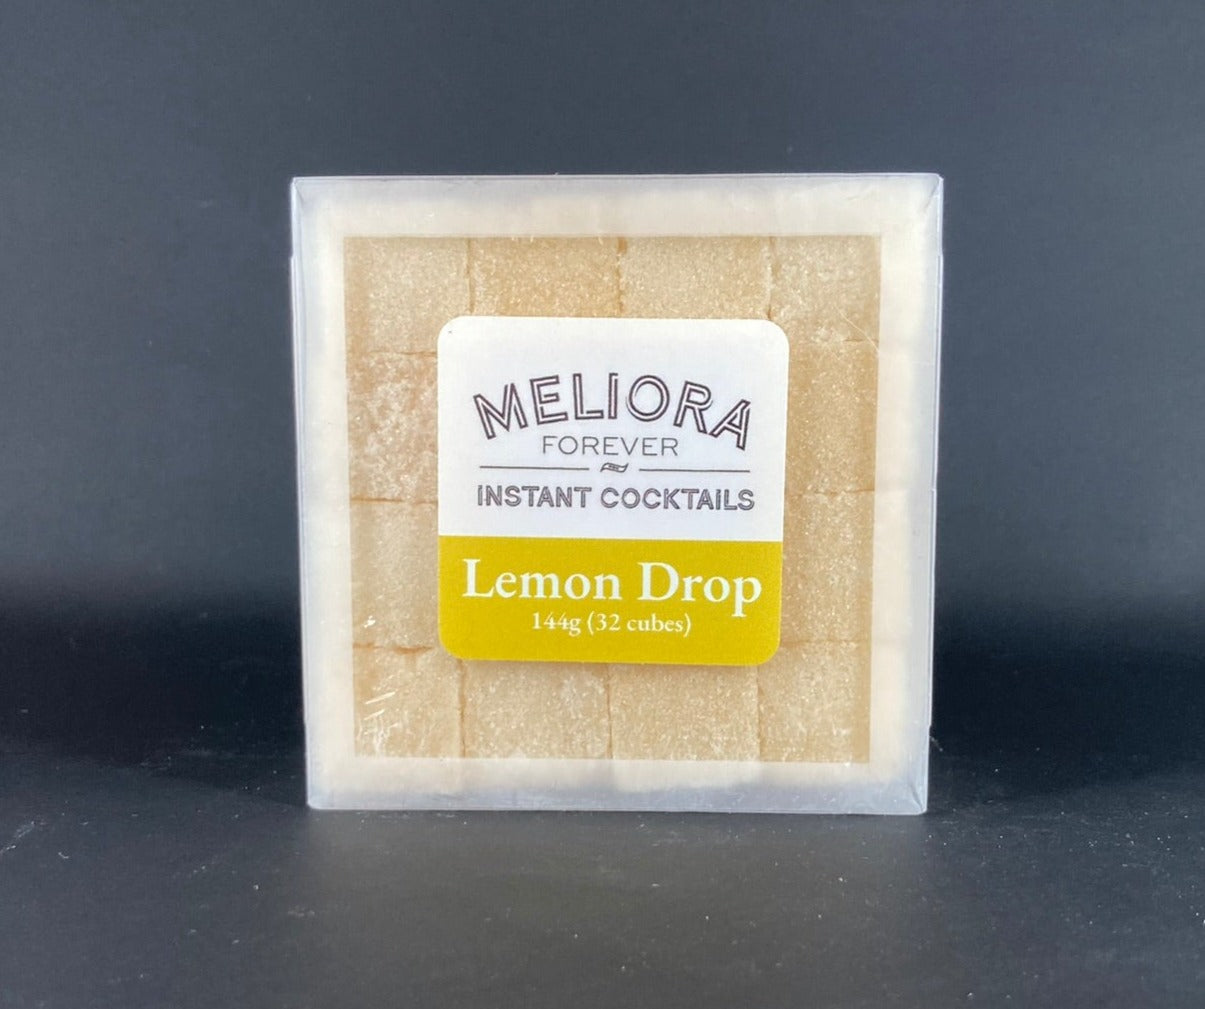 MELIORA
FOREVER
INSTANT COCKTAILS
Lemon Drop
144g (32 cubes)